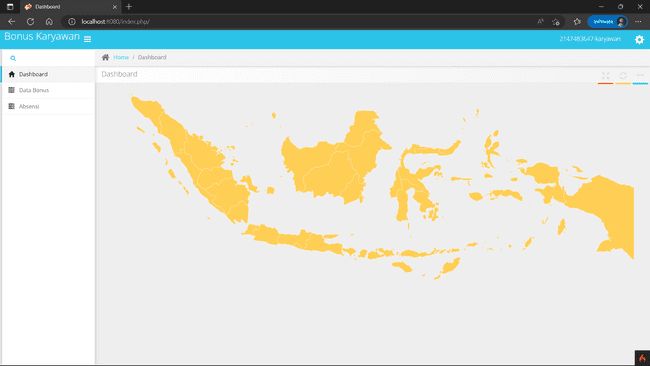 Dashboard
localhost:8080/index.php/
Bonus Karyawan
2147483647-karyawan
Home / Dashboard
Dashboard
Dashboard
Data Bonus
Absensi